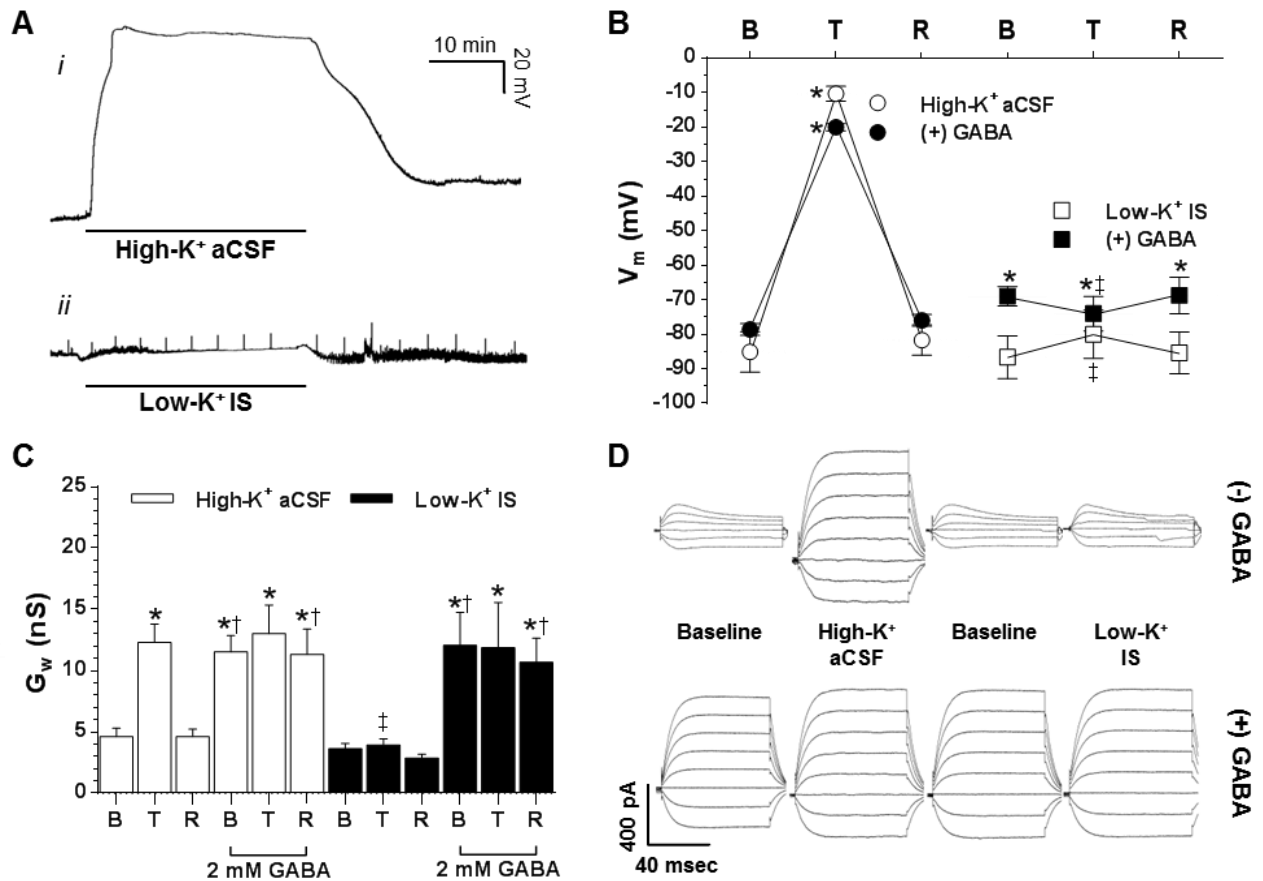 A
i
10 min
20 mV
High-K⁺ aCSF
ii
Low-K⁺ IS
B
B T R B T R
0
-10
-20
-30
-40
-50
-60
-70
-80
-90
-100
Vm (mV)
* High-K⁺ aCSF
* (+) GABA
Low-K⁺ IS
(+) GABA
* *‡ *
‡
C
25
20
15
10
5
0
Gw (nS)
High-K⁺ aCSF Low-K⁺ IS
* *† * *† *† * *†
‡
B T R B T R B T R B T R
2 mM GABA 2 mM GABA
D
(-) GABA
Baseline High-K⁺ aCSF Baseline Low-K⁺ IS
(+) GABA
400 pA
40 msec